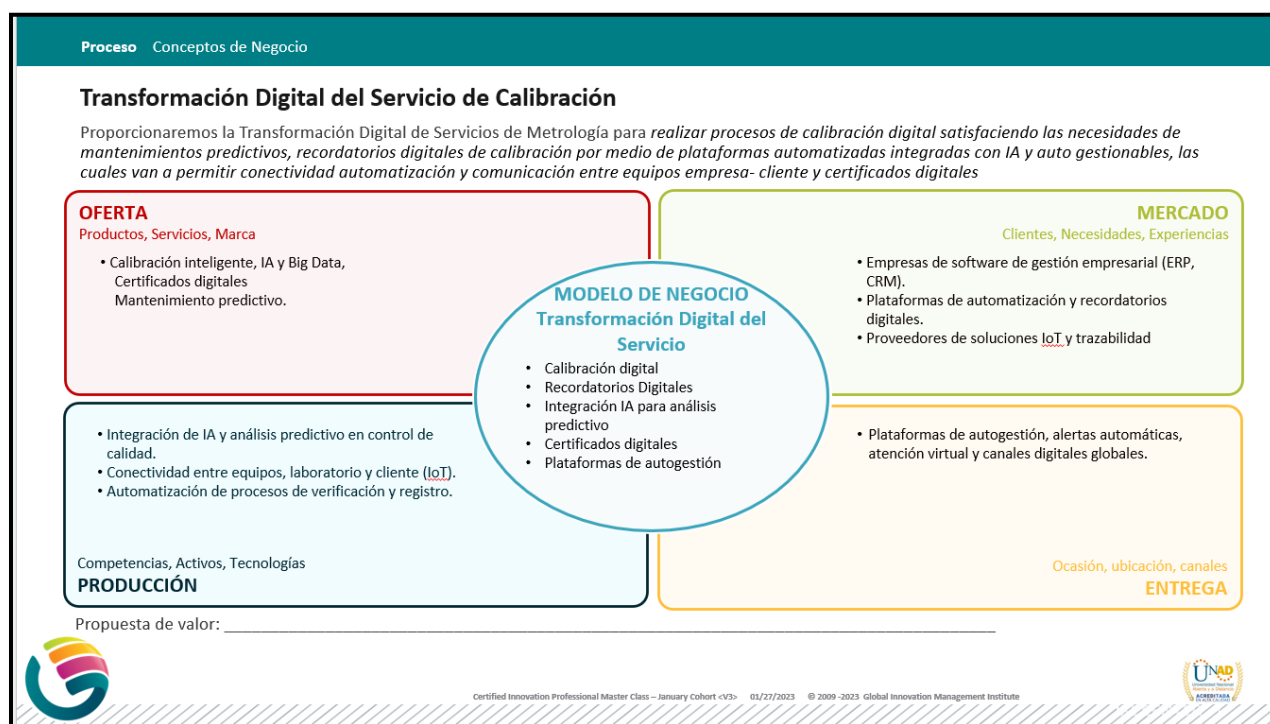 Proceso Conceptos de Negocio
Transformación Digital del Servicio de Calibración
Proporcionaremos la Transformación Digital de Servicios de Metrología para realizar procesos de calibración digital satisfaciendo las necesidades de
mantenimientos predictivos, recordatorios digitales de calibración por medio de plataformas automatizadas integradas con IA y auto gestionables, las
cuales van a permitir conectividad automatización y comunicación entre equipos empresa- cliente y certificados digitales
OFERTA
Productos, Servicios, Marca
• Calibración inteligente, IA y Big Data,
Certificados digitales
Mantenimiento predictivo.
MERCADO
Clientes, Necesidades, Experiencias
• Empresas de software de gestión empresarial (ERP,
CRM).
• Plataformas de automatización y recordatorios
digitales.
• Proveedores de soluciones IoT y trazabilidad
MODELO DE NEGOCIO
Transformación Digital del
Servicio
• Calibración digital
• Recordatorios Digitales
• Integración IA para análisis
predictivo
• Certificados digitales
• Plataformas de autogestión
• Integración de IA y análisis predictivo en control de
calidad.
• Conectividad entre equipos, laboratorio y cliente (IoT).
• Automatización de procesos de verificación y registro.
Competencias, Activos, Tecnologías
PRODUCCIÓN
• Plataformas de autogestión, alertas automáticas,
atención virtual y canales digitales globales.
Ocasión, ubicación, canales
ENTREGA
Propuesta de valor: ____________________
Certified Innovation Professional Master Class – January Cohort <V3> 01/27/2023 © 2009 -2023 Global Innovation Management Institute
UNAD
Universidad Nacional
Abierta y a Distancia
ACREDITADA
EN ALTA CALIDAD